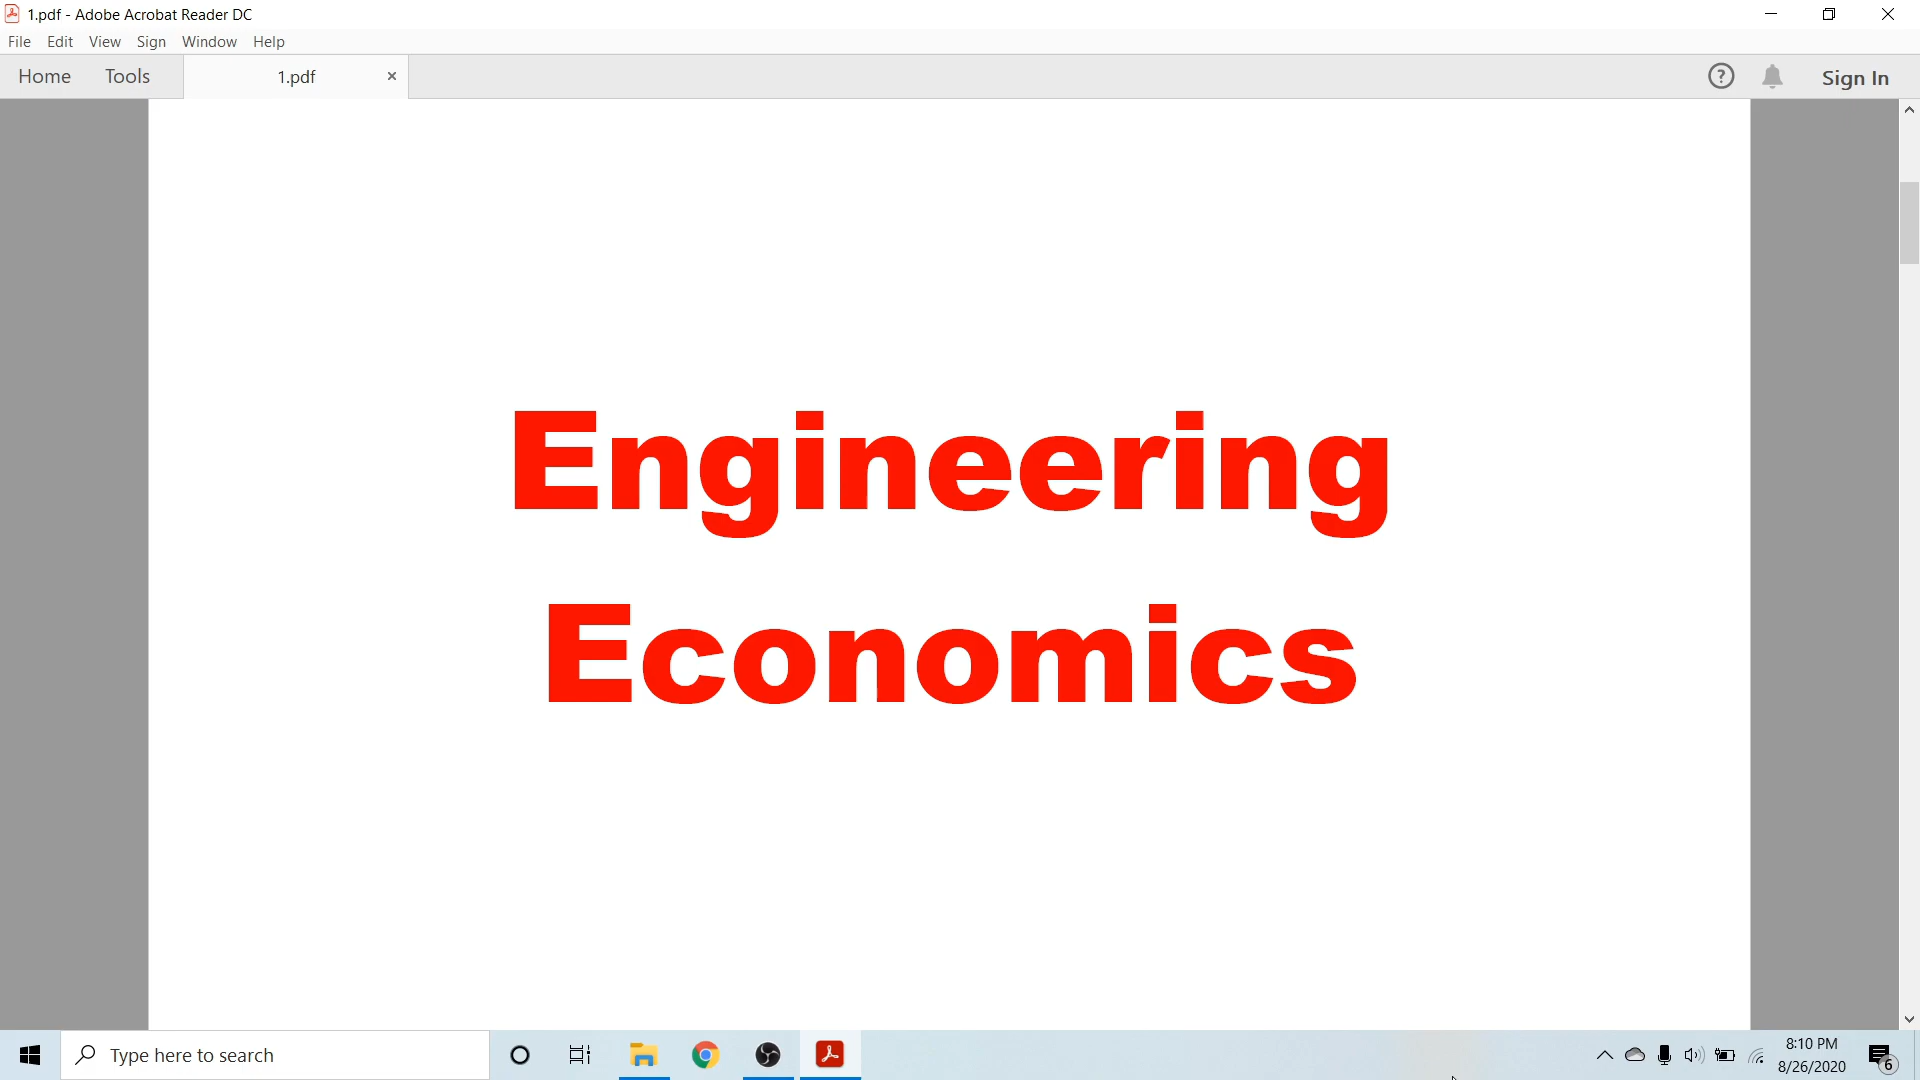 1.pdf - Adobe Acrobat Reader DC
File Edit View Sign Window Help
Home Tools 1.pdf Sign In
Engineering
Economics
Type here to search
8:10 PM
8/26/2020
6